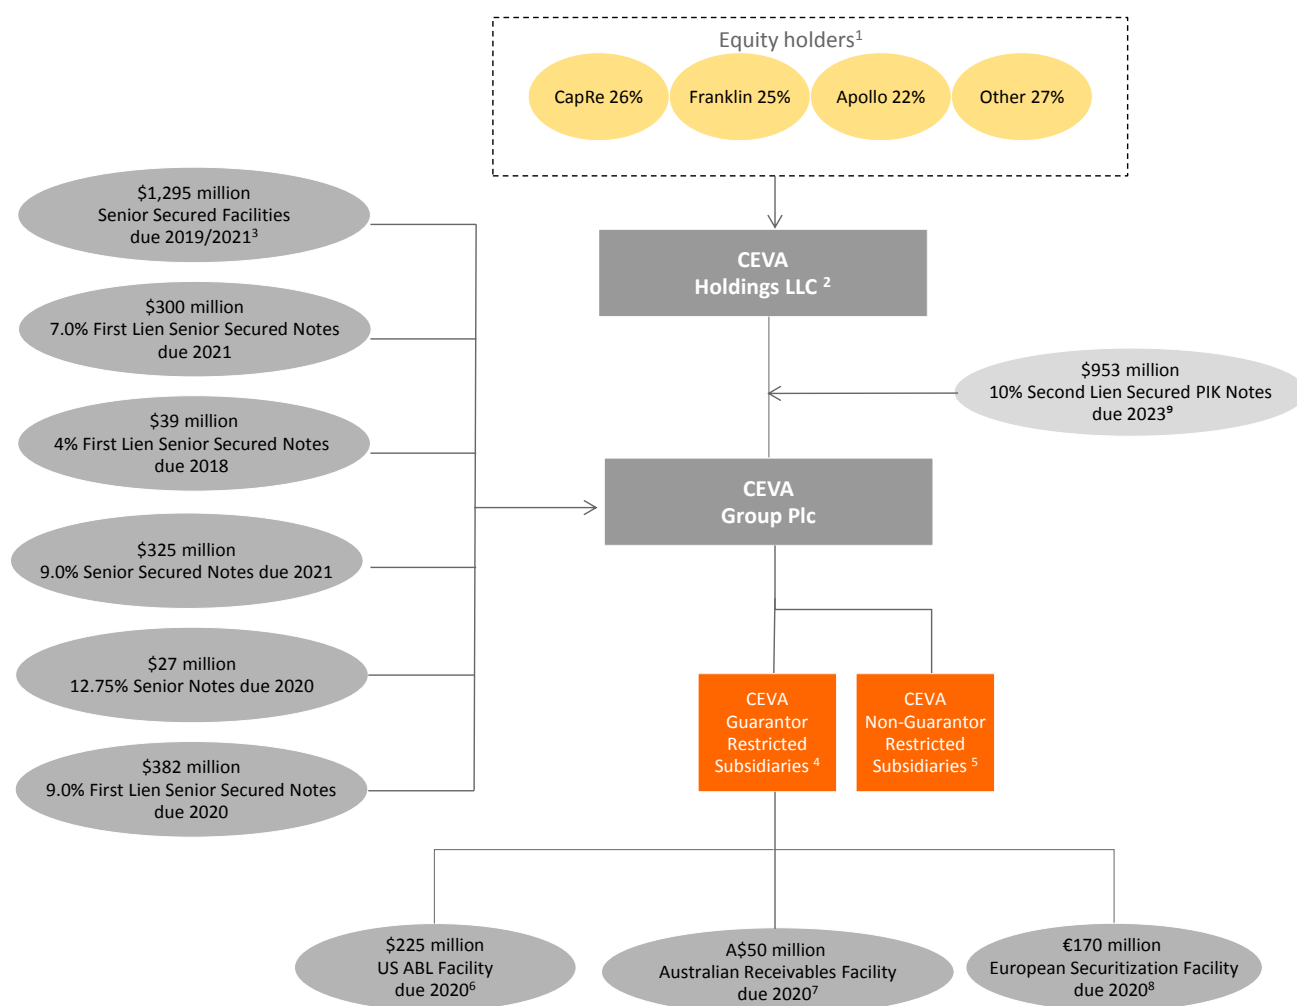 Equity holders¹
CapRe 26%
Franklin 25%
Apollo 22%
Other 27%
$1,295 million
Senior Secured Facilities
due 2019/2021³
CEVA
Holdings LLC ²
$300 million
7.0% First Lien Senior Secured Notes
due 2021
$953 million
10% Second Lien Secured PIK Notes
due 2023⁹
$39 million
4% First Lien Senior Secured Notes
due 2018
CEVA
Group Plc
$325 million
9.0% Senior Secured Notes due 2021
$27 million
12.75% Senior Notes due 2020
CEVA
Guarantor
Restricted
Subsidiaries ⁴
CEVA
Non-Guarantor
Restricted
Subsidiaries ⁵
$382 million
9.0% First Lien Senior Secured Notes
due 2020
$225 million
US ABL Facility
due 2020⁶
A$50 million
Australian Receivables Facility
due 2020⁷
€170 million
European Securitization Facility
due 2020⁸